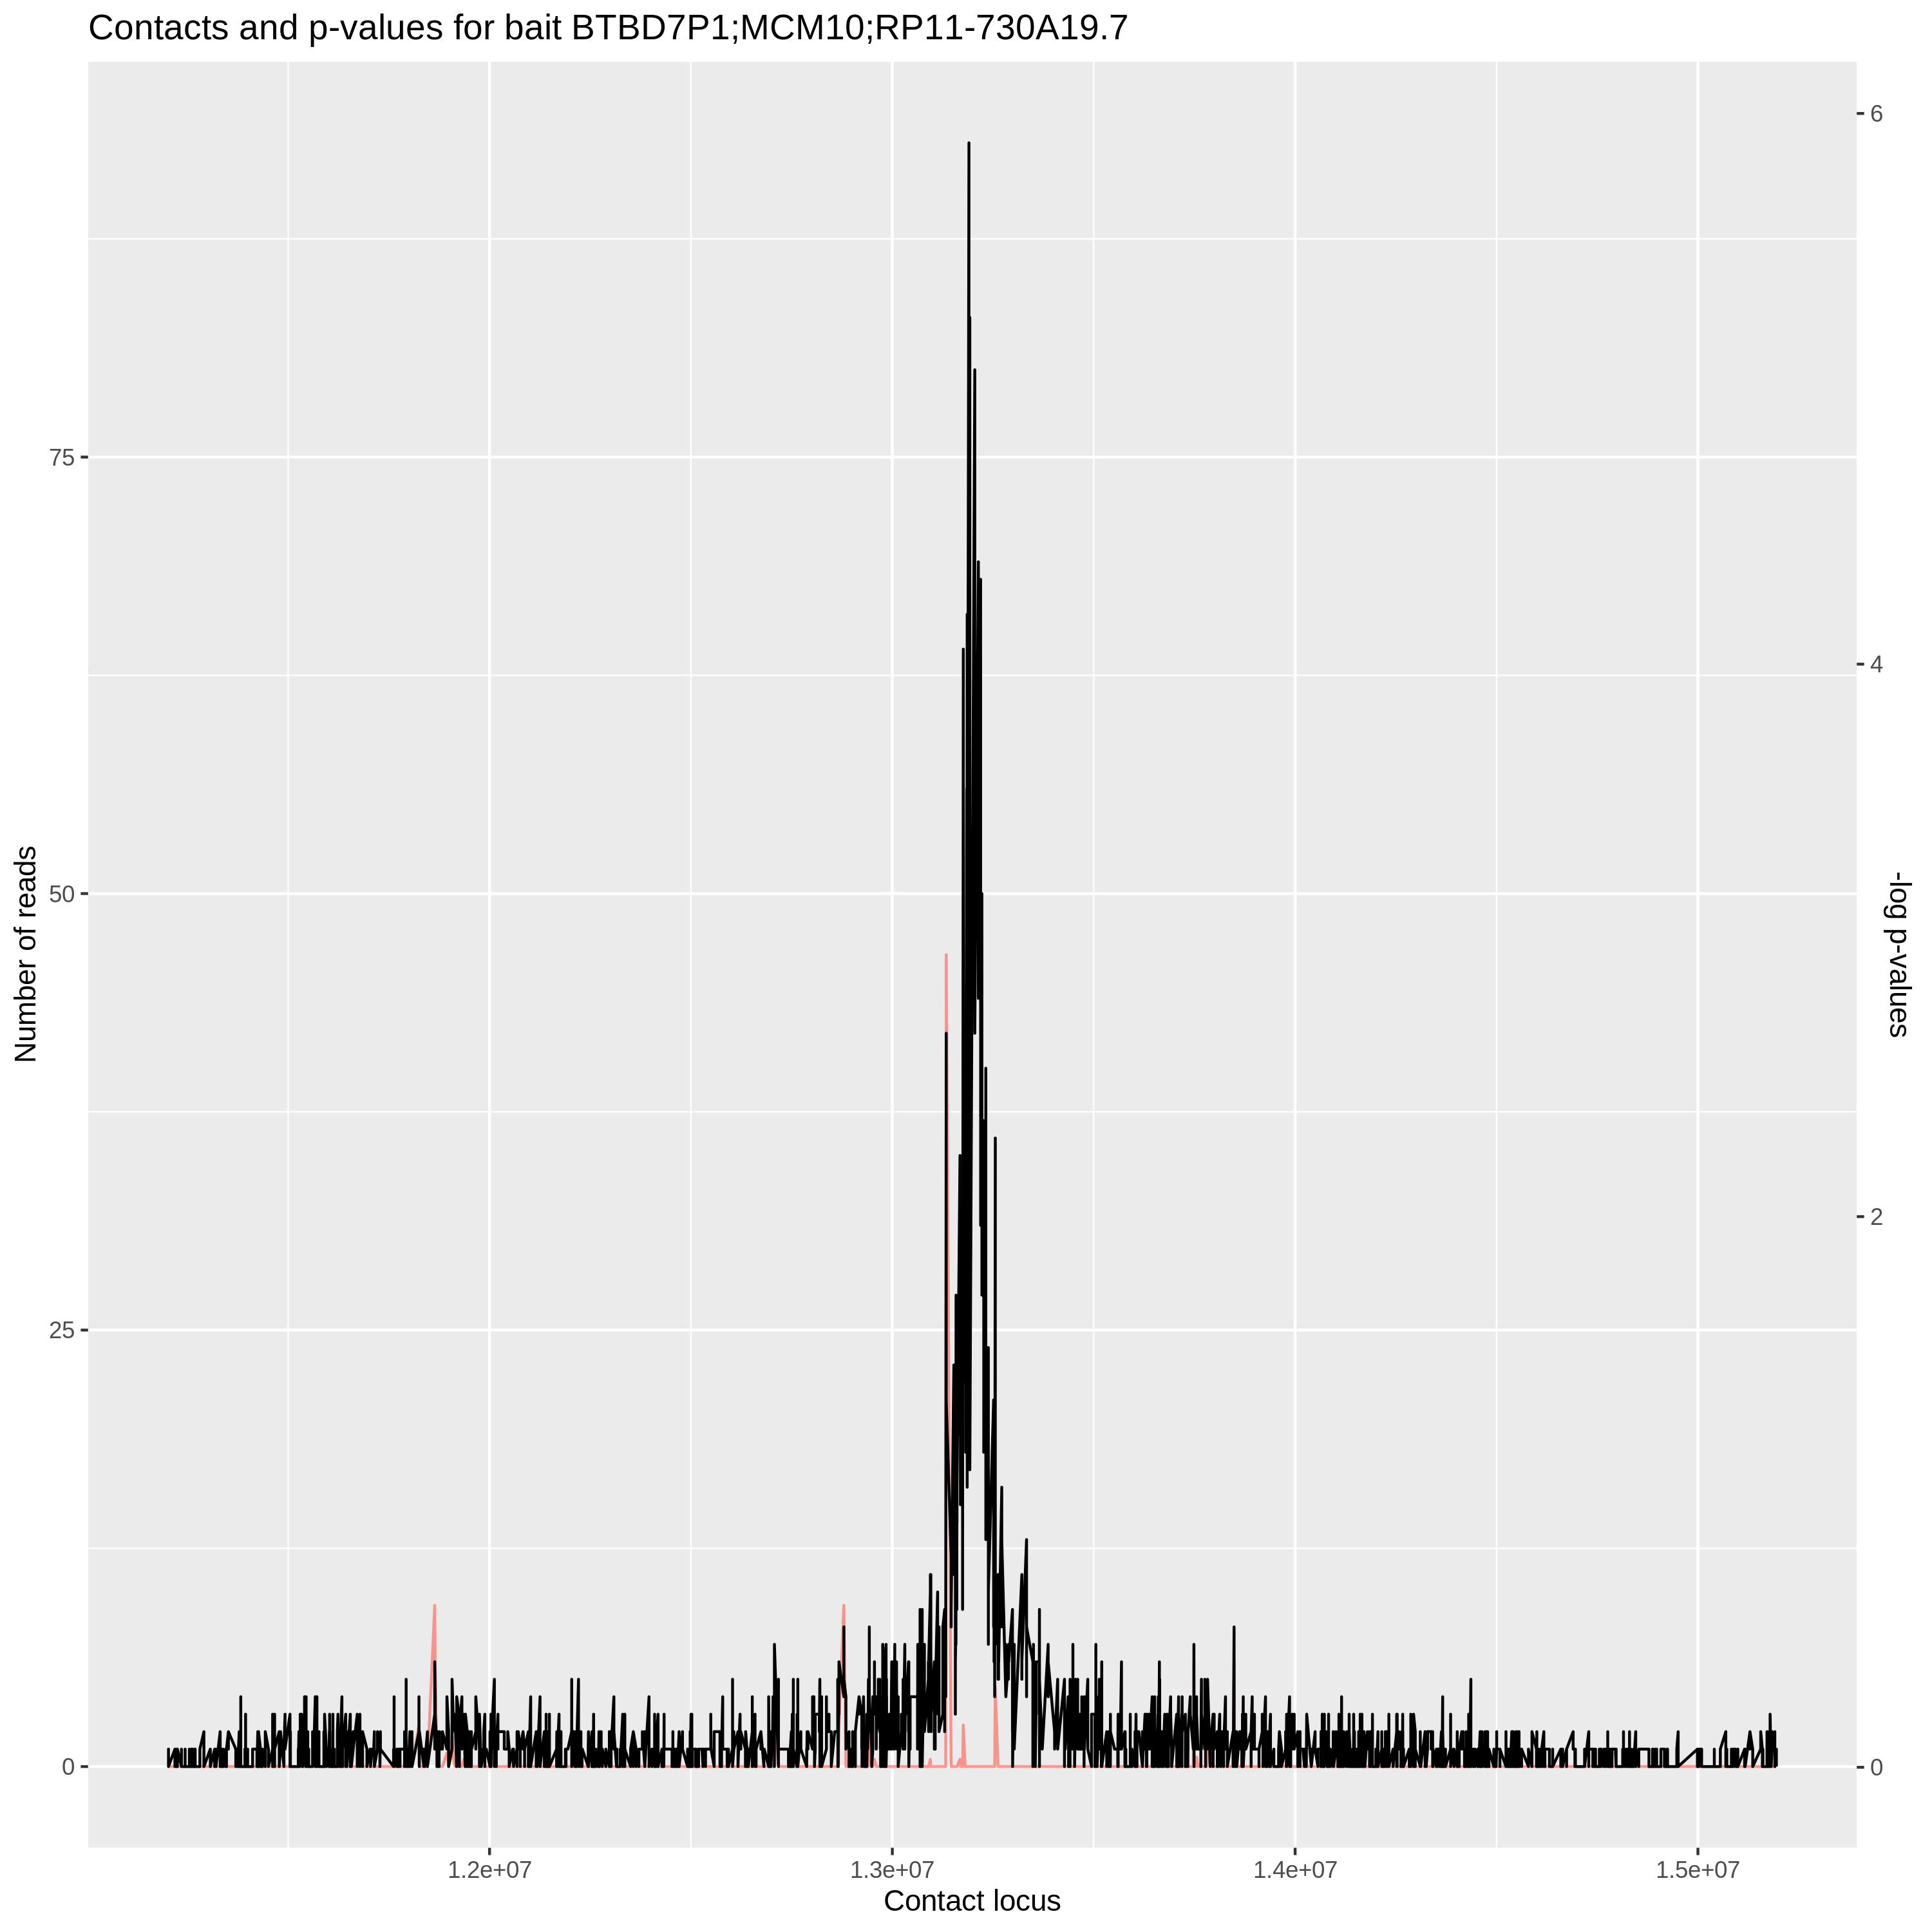 Contacts and p-values for bait BTBD7P1;MCM10;RP11-730A19.7
6
75
4
50
Number of reads
-log p-values
2
25
0
0
1.2e+07
1.3e+07
1.4e+07
1.5e+07
Contact locus